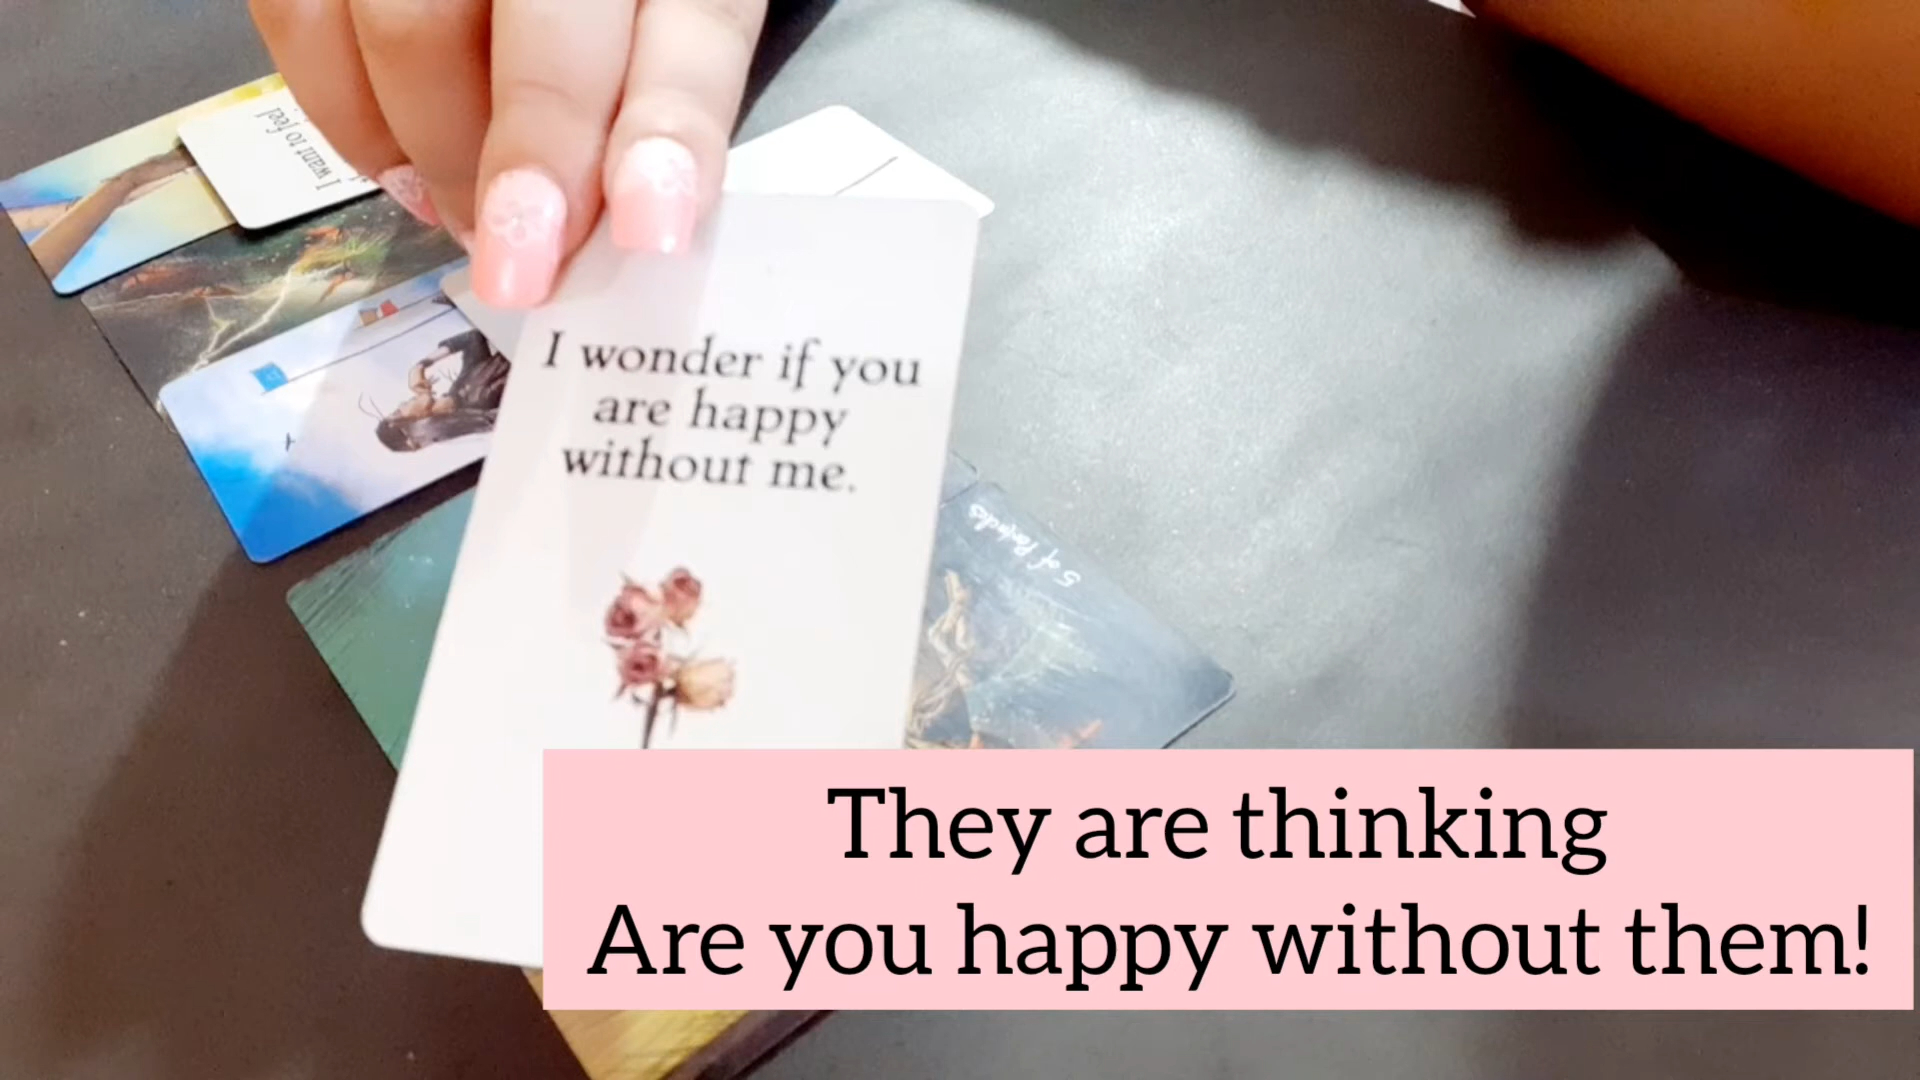 I want to feel
I wonder if you
are happy
without me.
5 of Pentacles
They are thinking
Are you happy without them!